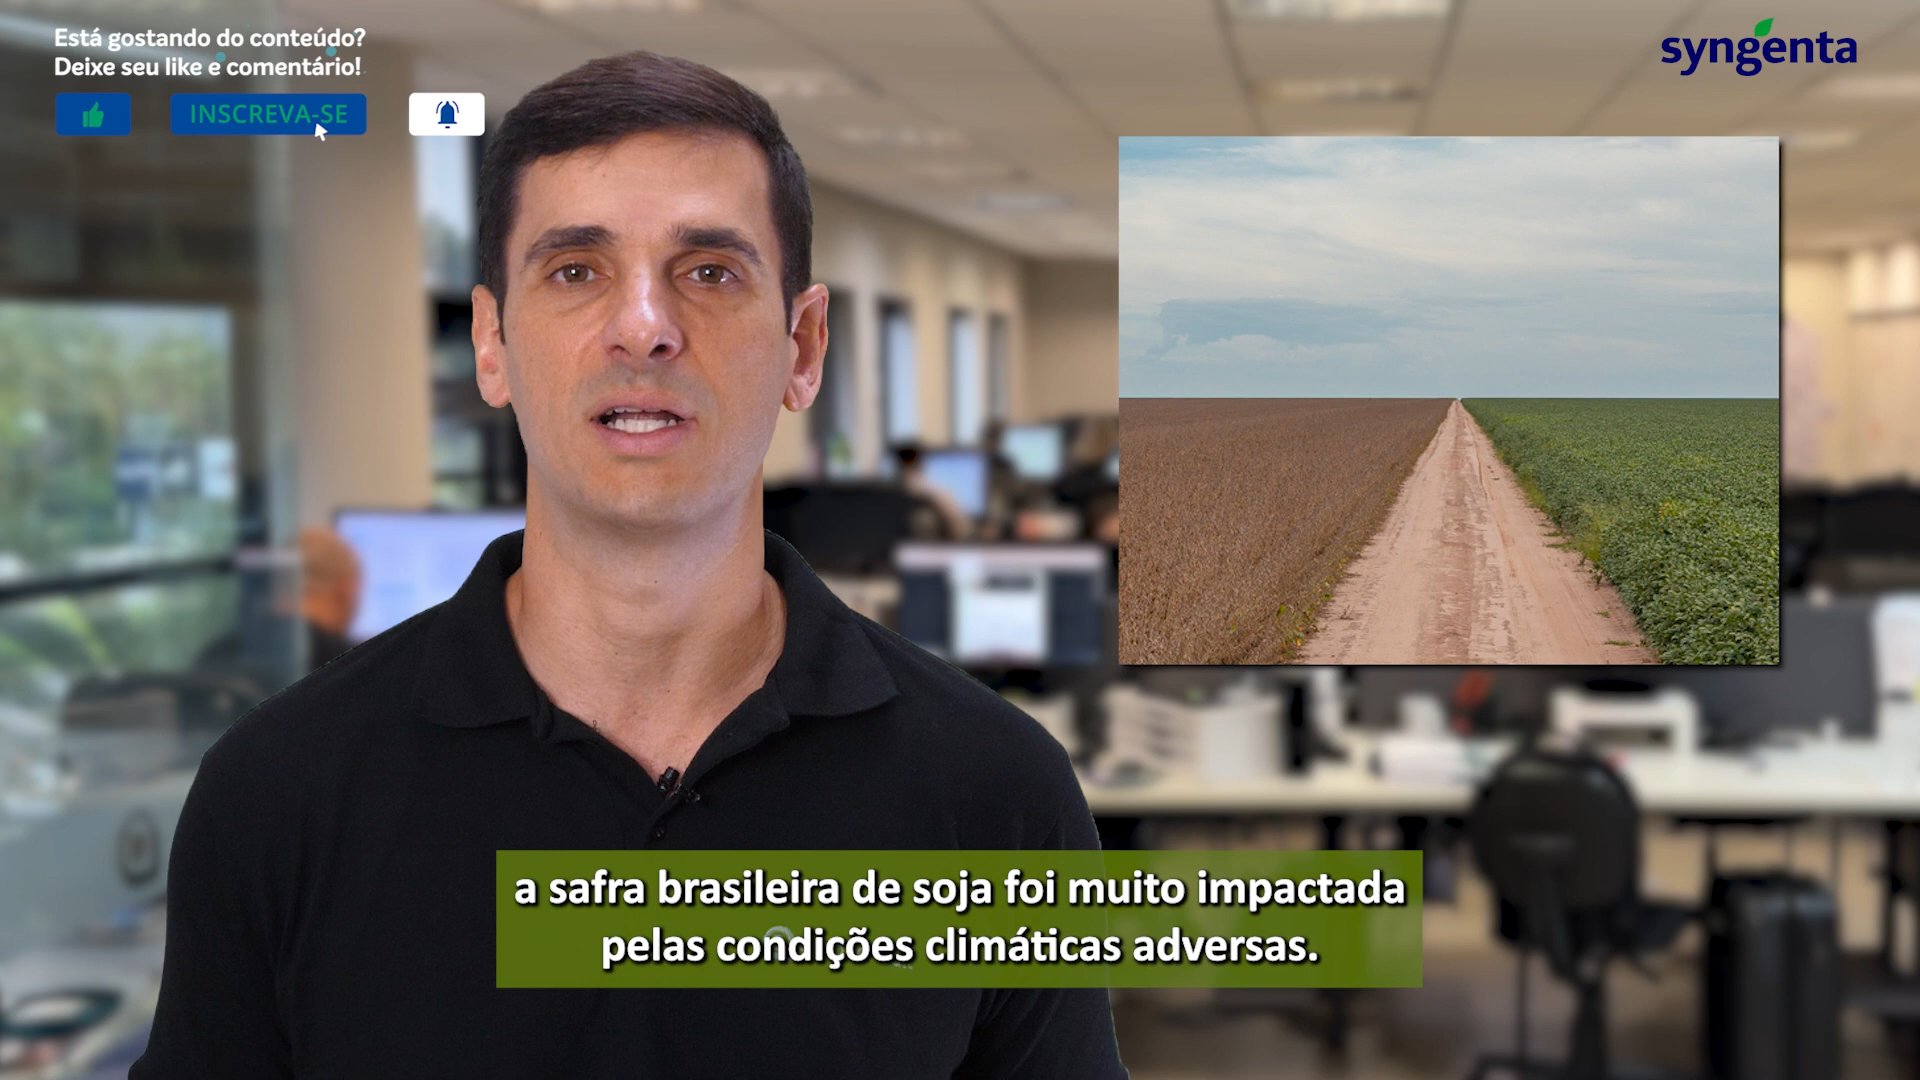 Está gostando do conteúdo?
Deixe seu like e comentário!
INSCREVA-SE
syngenta
a safra brasileira de soja foi muito impactada
pelas condições climáticas adversas.